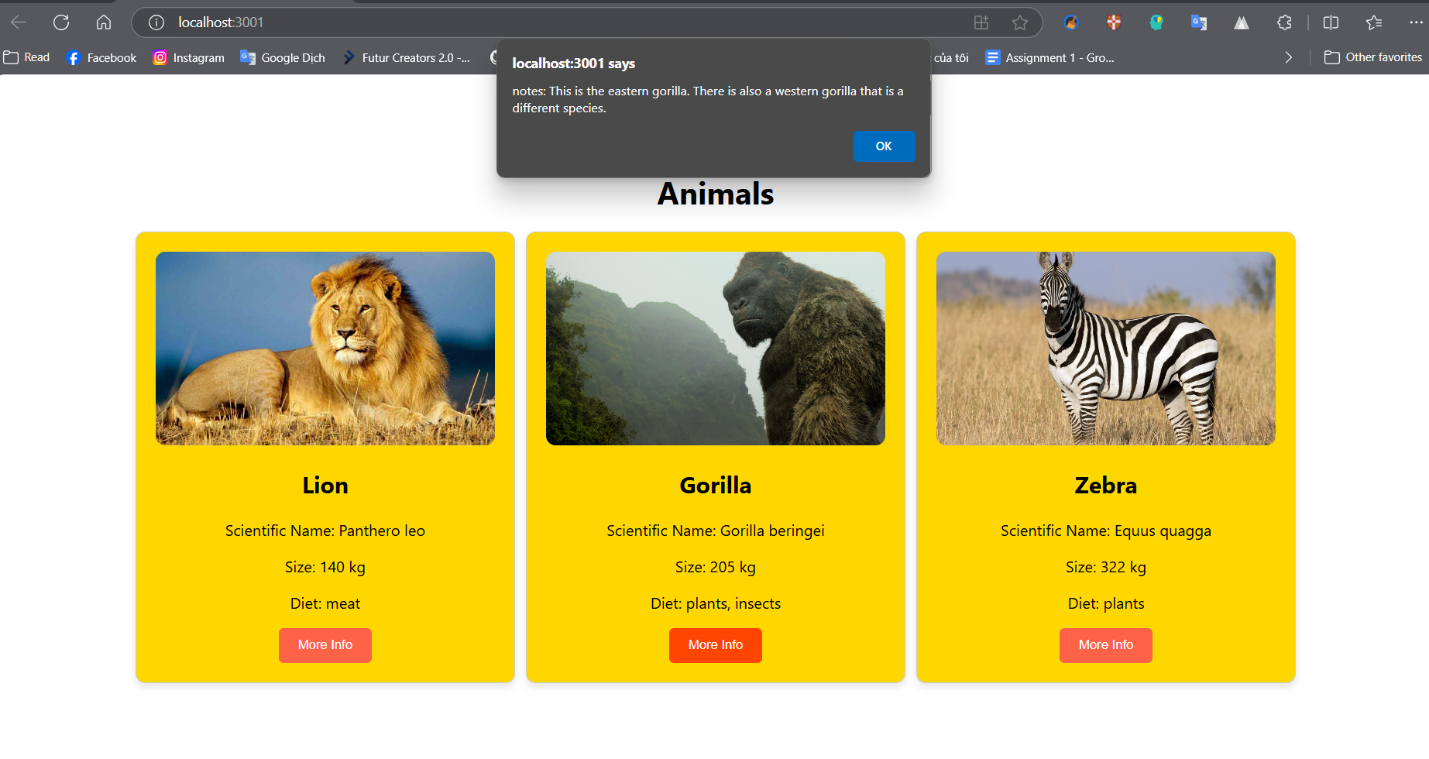 localhost:3001
Read Facebook Instagram Google Dịch Futur Creators 2.0 -... của tôi Assignment 1 - Gro... Other favorites
localhost:3001 says
notes: This is the eastern gorilla. There is also a western gorilla that is a
different species.
OK
Animals
Lion
Scientific Name: Panthero leo
Size: 140 kg
Diet: meat
More Info
Gorilla
Scientific Name: Gorilla beringei
Size: 205 kg
Diet: plants, insects
More Info
Zebra
Scientific Name: Equus quagga
Size: 322 kg
Diet: plants
More Info